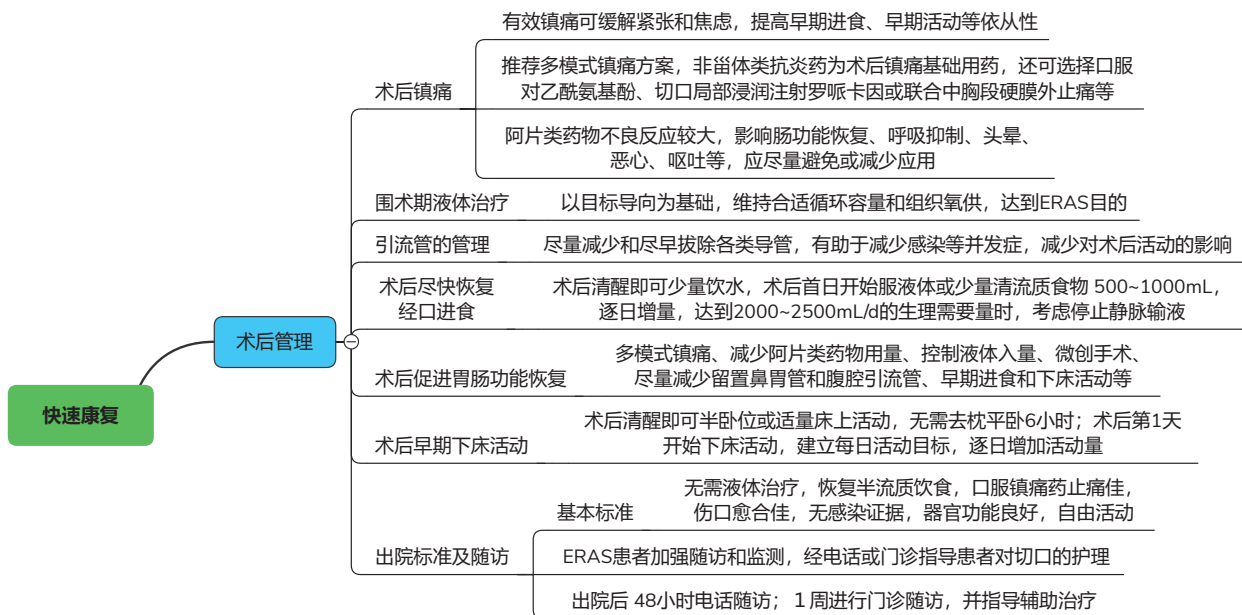 有效镇痛可缓解紧张和焦虑，提高早期进食、早期活动等依从性
术后镇痛
推荐多模式镇痛方案，非甾体类抗炎药为术后镇痛基础用药，还可选择口服
对乙酰氨基酚、切口局部浸润注射罗哌卡因或联合中胸段硬膜外止痛等
阿片类药物不良反应较大，影响肠功能恢复、呼吸抑制、头晕、
恶心、呕吐等，应尽量避免或减少应用
围术期液体治疗
以目标导向为基础，维持合适循环容量和组织氧供，达到ERAS目的
引流管的管理
尽量减少和尽早拔除各类导管，有助于减少感染等并发症，减少对术后活动的影响
术后尽快恢复
经口进食
术后清醒即可少量饮水，术后首日开始服液体或少量清流质食物 500~1000mL，
逐日增量，达到2000~2500mL/d的生理需要量时，考虑停止静脉输液
术后管理
术后促进胃肠功能恢复
多模式镇痛、减少阿片类药物用量、控制液体入量、微创手术、
尽量减少留置鼻胃管和腹腔引流管、早期进食和下床活动等
快速康复
术后早期下床活动
术后清醒即可半卧位或适量床上活动，无需去枕平卧6小时；术后第1天
开始下床活动，建立每日活动目标，逐日增加活动量
出院标准及随访
基本标准
无需液体治疗，恢复半流质饮食，口服镇痛药止痛佳，
伤口愈合佳，无感染证据，器官功能良好，自由活动
ERAS患者加强随访和监测，经电话或门诊指导患者对切口的护理
出院后 48小时电话随访；1周进行门诊随访，并指导辅助治疗